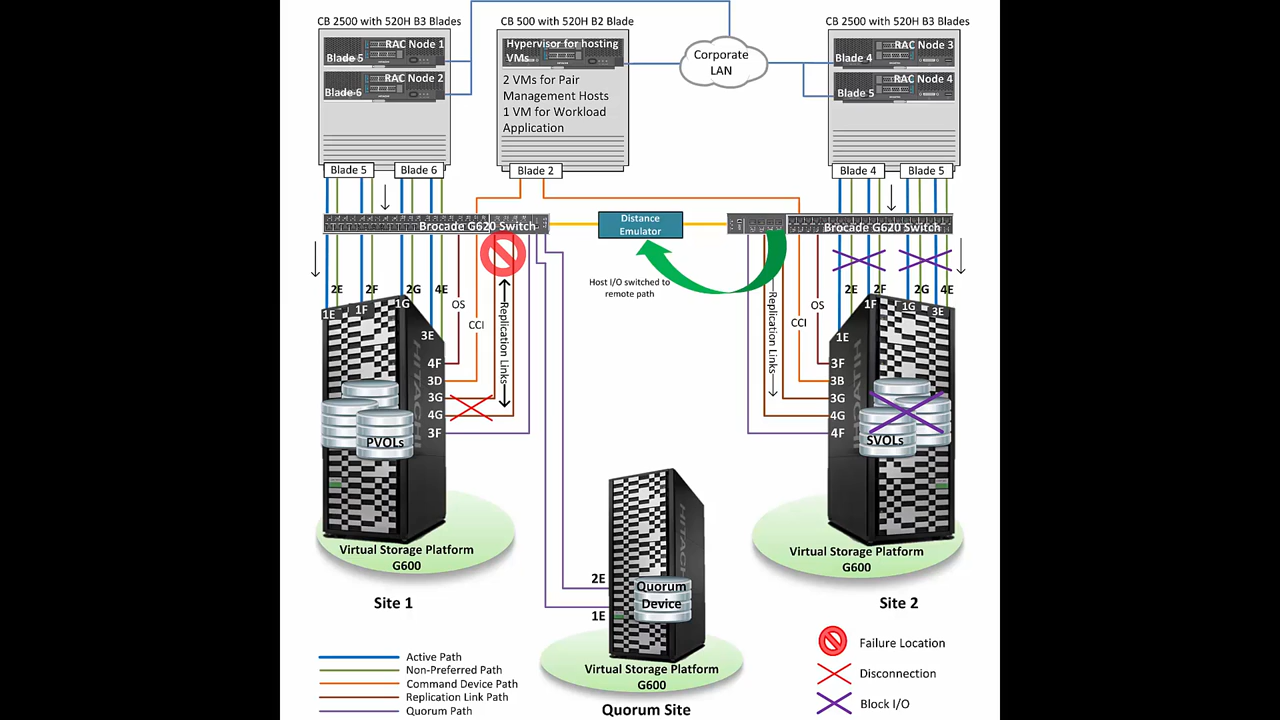 CB 2500 with 520H B3 Blades
CB 500 with 520H B2 Blade
CB 2500 with 520H B3 Blades
RAC Node 1
Blade 5
RAC Node 2
Blade 6
Hypervisor for hosting
VMs
2 VMs for Pair
Management Hosts
1 VM for Workload
Application
Corporate
LAN
RAC Node 3
Blade 4
RAC Node 4
Blade 5
Blade 5
Blade 6
Blade 2
Blade 4
Blade 5
Brocade G620 Switch
Distance
Emulator
Brocade G620 Switch
Host I/O switched to
remote path
2E
2F
2G
4E
1E
1F
1G
3E
OS
CCI
Replication Links
4F
3D
3G
4G
3F
PVOLs
HITACHI
Virtual Storage Platform
G600
Site 1
2E
2F
2G
4E
1E
1F
1G
3E
OS
CCI
Replication Links
3F
3B
3G
4G
4F
SVOLs
Virtual Storage Platform
G600
Site 2
2E
1E
Quorum
Device
HITACHI
Virtual Storage Platform
G600
Quorum Site
Active Path
Non-Preferred Path
Command Device Path
Replication Link Path
Quorum Path
Failure Location
Disconnection
Block I/O